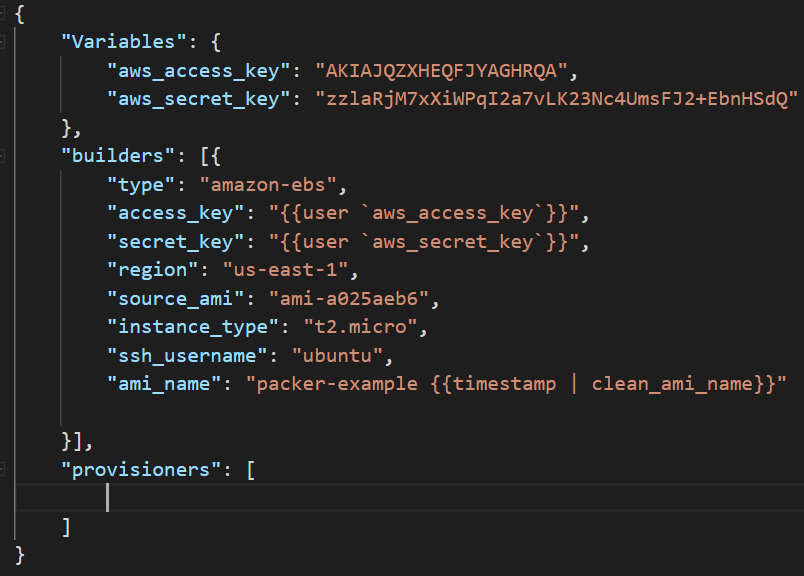 {
    "Variables": {
        "aws_access_key": "AKIAJQZXHEQFJYAGHRQA",
        "aws_secret_key": "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"
    },
    "builders": [{
        "type": "amazon-ebs",
        "access_key": "{{user `aws_access_key`}}",
        "secret_key": "{{user `aws_secret_key`}}",
        "region": "us-east-1",
        "source_ami": "ami-a025aeb6",
        "instance_type": "t2.micro",
        "ssh_username": "ubuntu",
        "ami_name": "packer-example {{timestamp | clean_ami_name}}"
    }],
    "provisioners": [
    ]
}